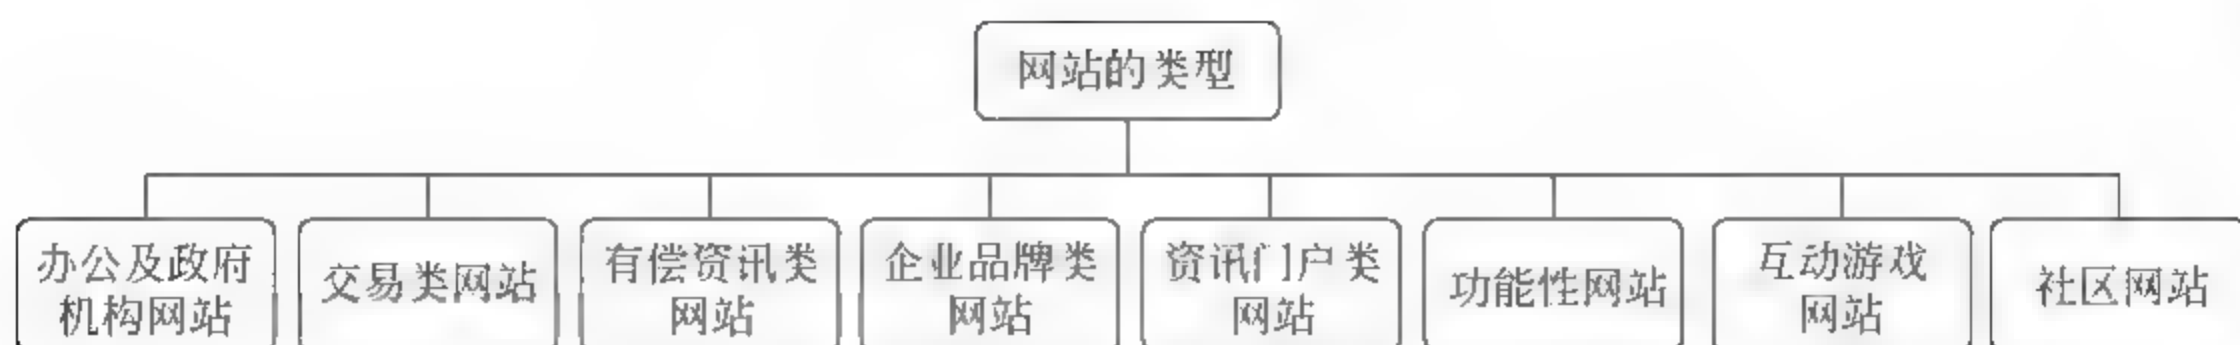 网站的类型
办公及政府
机构网站
交易类网站
有偿资讯类
网站
企业品牌类
网站
资讯门户类
网站
功能性网站
互动游戏
网站
社区网站